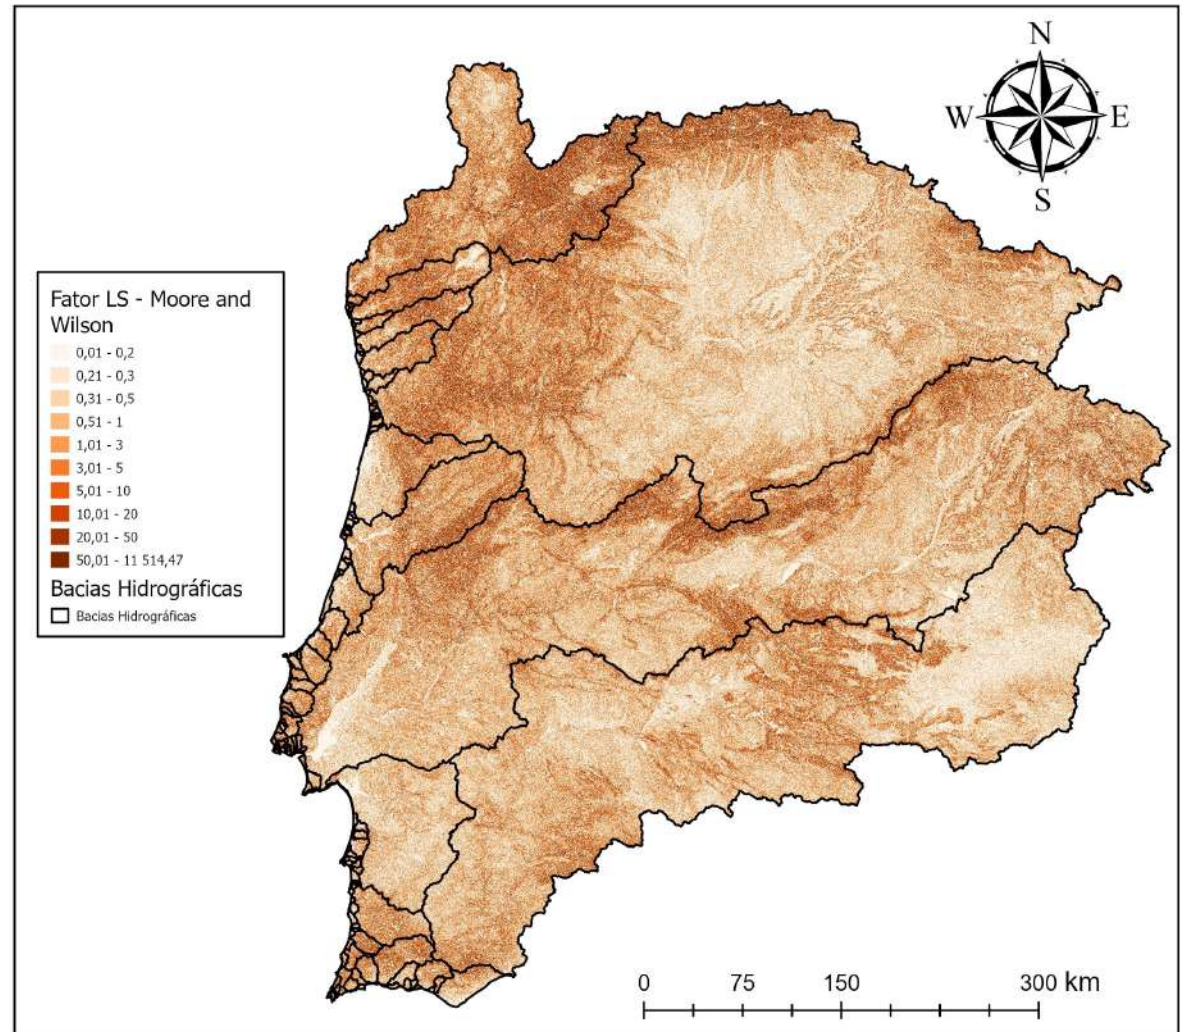 N
W
E
S
Fator LS - Moore and
Wilson
0,01 - 0,2
0,21 - 0,3
0,31 - 0,5
0,51 - 1
1,01 - 3
3,01 - 5
5,01 - 10
10,01 - 20
20,01 - 50
50,01 - 11 514,47
Bacias Hidrográficas
Bacias Hidrográficas
0 75 150 300 km